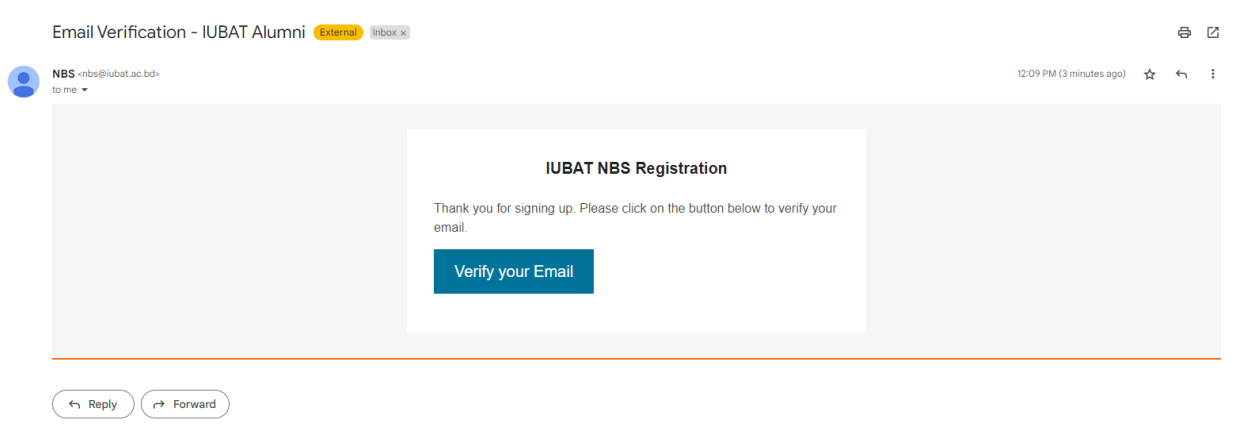 Email Verification - IUBAT Alumni External Inbox ×
NBS <nbs@iubat.ac.bd> 12:09 PM (3 minutes ago)
to me
IUBAT NBS Registration
Thank you for signing up. Please click on the button below to verify your
email.
Verify your Email
Reply Forward